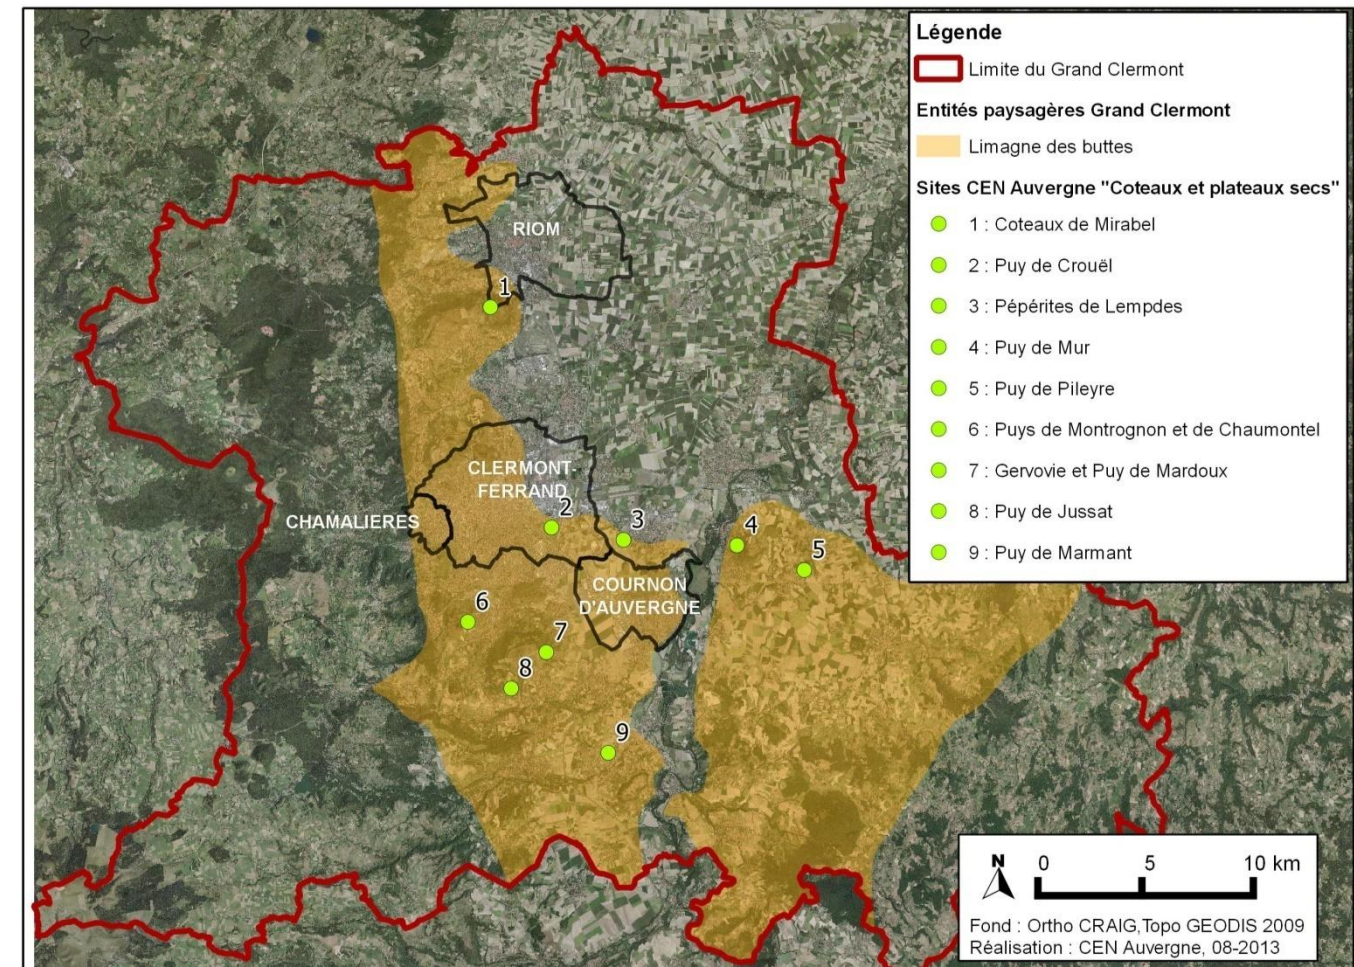 Légende
Limite du Grand Clermont
Entités paysagères Grand Clermont
Limagne des buttes
Sites CEN Auvergne "Coteaux et plateaux secs"
1 : Coteaux de Mirabel
2 : Puy de Crouël
3 : Pépérites de Lempdes
4 : Puy de Mur
5 : Puy de Pileyre
6 : Puys de Montrognon et de Chaumontel
7 : Gervovie et Puy de Mardoux
8 : Puy de Jussat
9 : Puy de Marmant
RIOM
1
CLERMONT-
FERRAND
CHAMALIERES
2
3
4
5
COURNON
D'AUVERGNE
6
7
8
9
N
0 5 10 km
Fond : Ortho CRAIG,Topo GEODIS 2009
Réalisation : CEN Auvergne, 08-2013